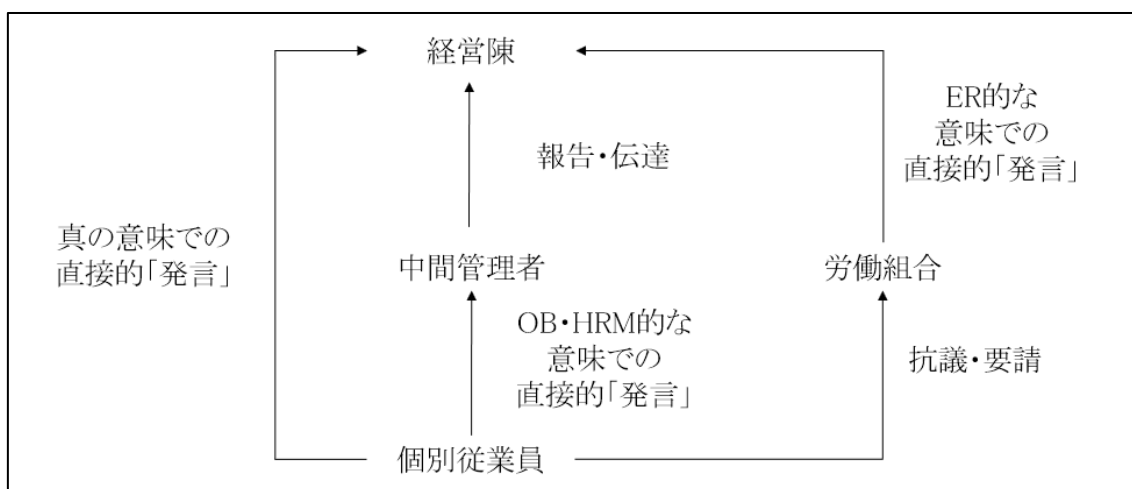 経営陳
ER的な
意味での
直接的「発言」
報告・伝達
真の意味での
直接的「発言」
中間管理者
労働組合
OB・HRM的な
意味での
直接的「発言」
抗議・要請
個別従業員